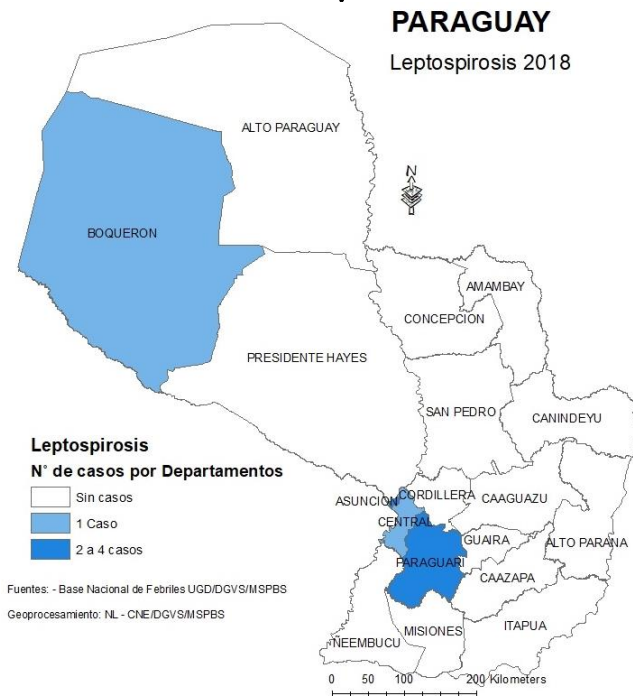 PARAGUAY
Leptospirosis 2018
ALTO PARAGUAY
N
BOQUERON
AMAMBAY
CONCEPCION
PRESIDENTE HAYES
SAN PEDRO
CANINDEYU
Leptospirosis
N° de casos por Departamentos
Sin casos
1 Caso
2 a 4 casos
ASUNCION
CORDILLERA
CAAGUAZU
CENTRAL
GUAIRA
ALTO PARANA
PARAGUARI
CAAZAPA
Fuentes: - Base Nacional de Febriles UGD/DGVS/MSPBS
Geoprocesamiento: NL - CNE/DGVS/MSPBS
MISIONES
ITAPUA
ÑEEMBUCU
0 50 100 200 Kilometers